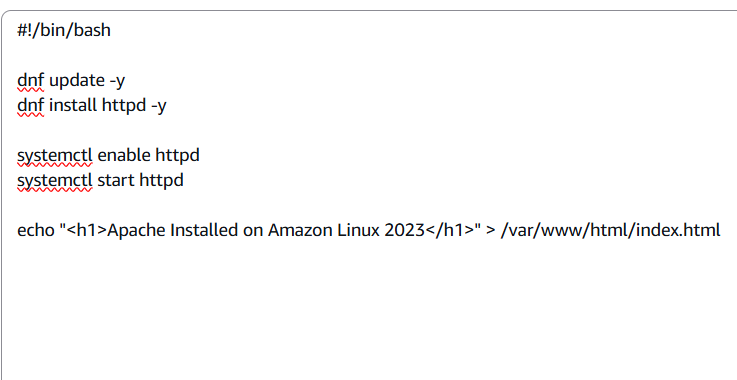 #!/bin/bash
dnf update -y
dnf install httpd -y
systemctl enable httpd
systemctl start httpd
echo "<h1>Apache Installed on Amazon Linux 2023</h1>" > /var/www/html/index.html